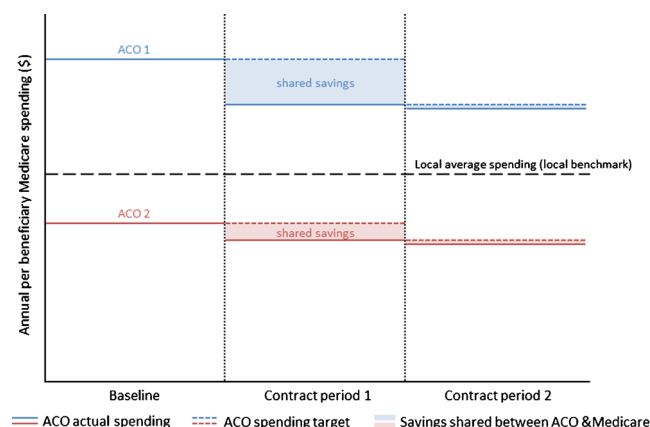 Annual per beneficiary Medicare spending ($)
ACO 1
shared savings
Local average spending (local benchmark)
ACO 2
shared savings
Baseline
Contract period 1
Contract period 2
ACO actual spending
ACO spending target
Savings shared between ACO & Medicare